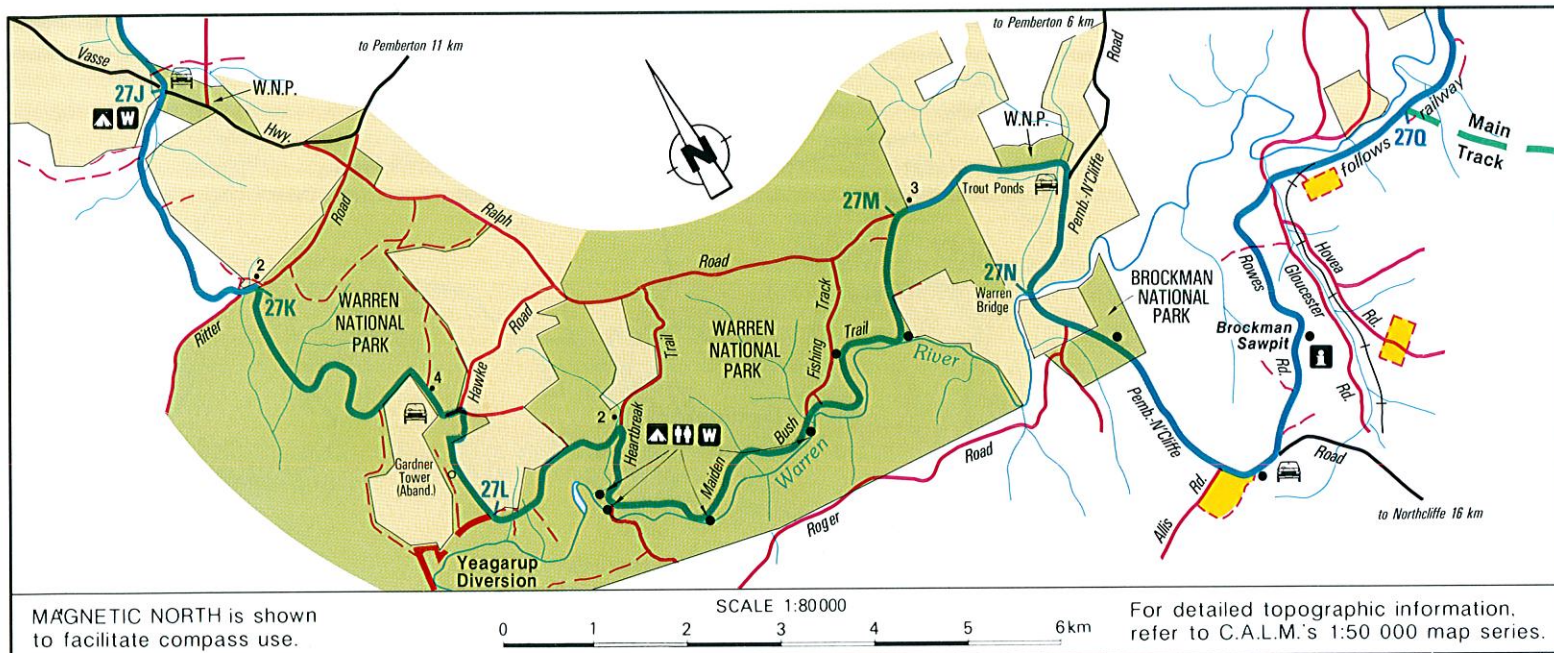 to Pemberton 11 km
to Pemberton 6 km
Vasse
Hwy.
27J
W
W.N.P.
Road
Ralph
Road
2
27K
Ritter
WARREN
NATIONAL
PARK
Hawke
Road
4
Gardner
Tower
(Aband.)
27L
Yeagarup
Diversion
Trail
2
Heartbreak
W
Maiden
Bush
Trail
Warren
River
WARREN
NATIONAL
PARK
Fishing
Track
27M
3
N
W.N.P.
Trout Ponds
Road
Pemb.-N'Cliffe
27N
Warren
Bridge
BROCKMAN
NATIONAL
PARK
Roger
Road
Pemb.-N'Cliffe
Allis
Rd.
Road
to Northcliffe 16 km
Rowes
Rd.
Brockman
Sawpit
i
Gloucester
Rd.
Hovea
Rd.
follows
railway
27Q
Main
Track
MAGNETIC NORTH is shown
to facilitate compass use.
SCALE 1:80000
0 1 2 3 4 5 6km
For detailed topographic information,
refer to C.A.L.M.'s 1:50 000 map series.